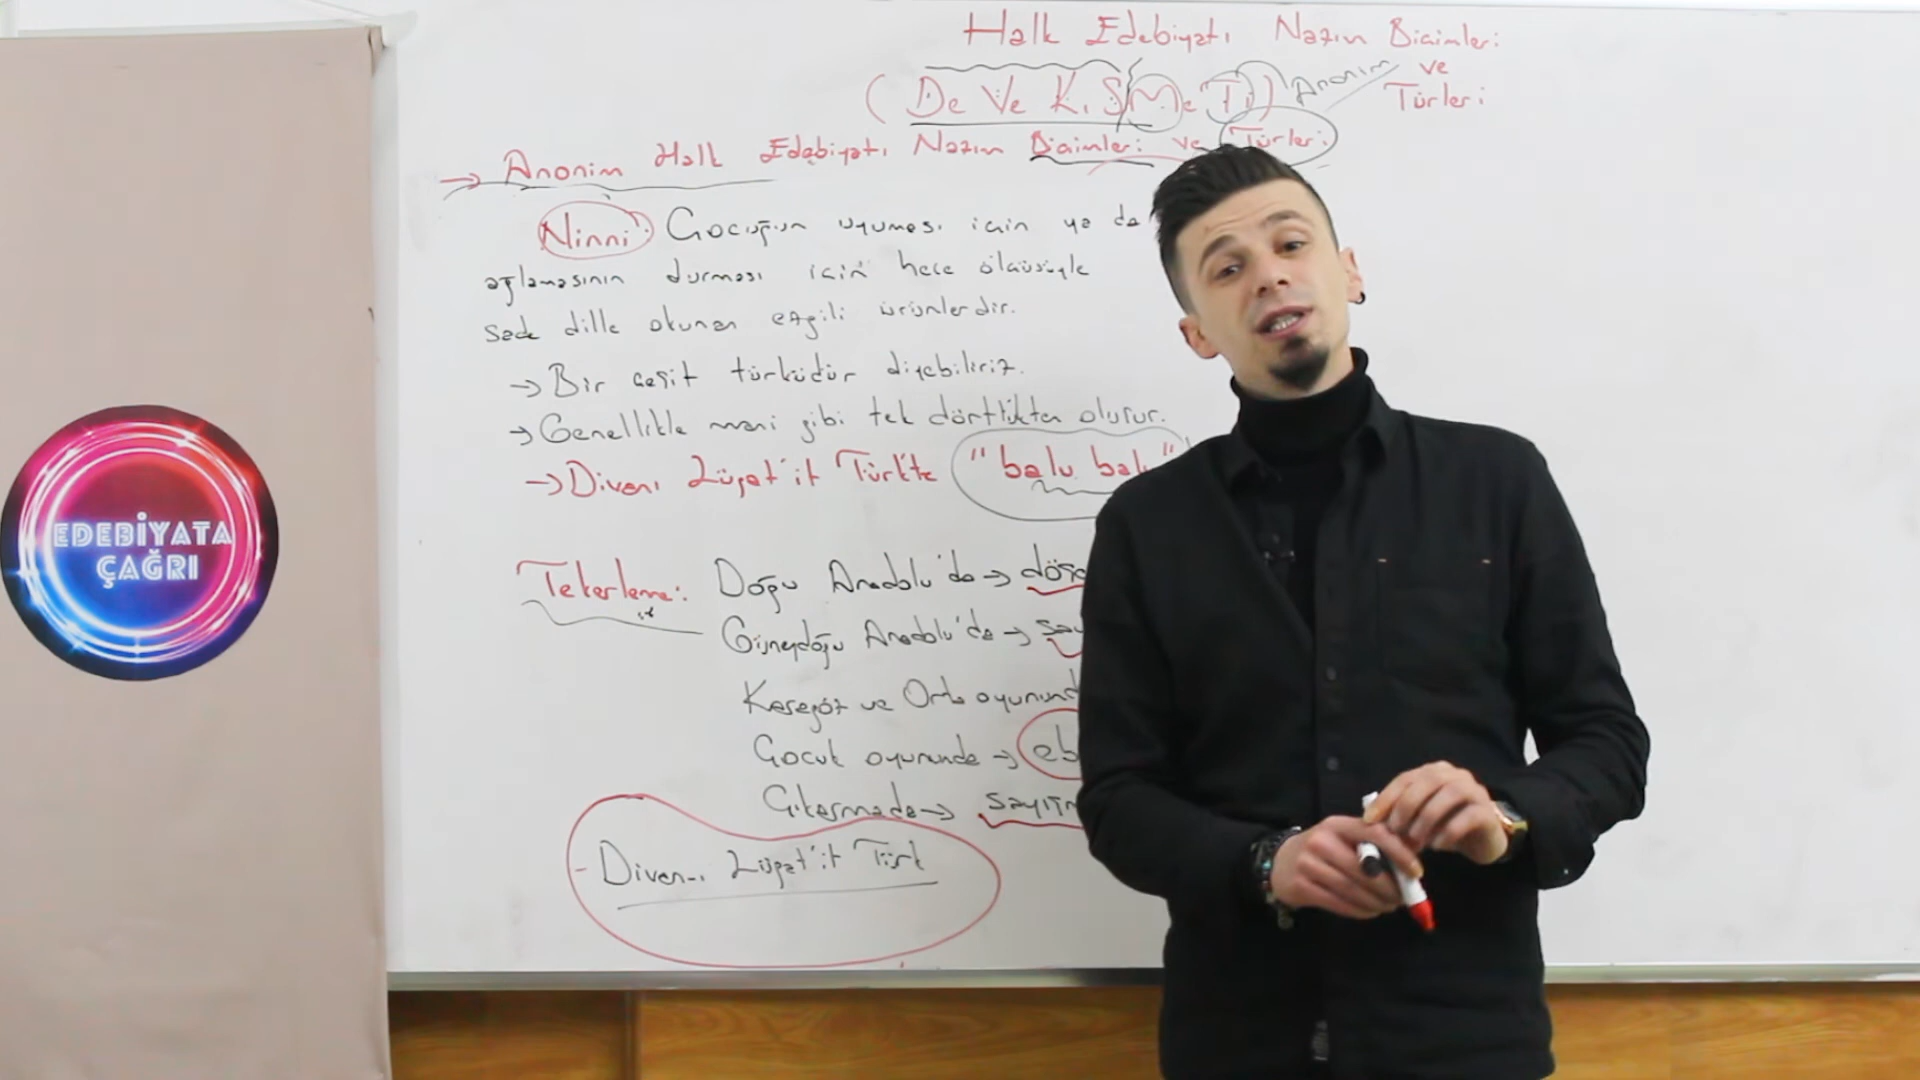 Halk Edebiyatı Nazım Biçimleri
ve
Türleri
(De Ve Kı S Me Ti) Anonim
→ Anonim Halk Edebiyatı Nazım Biçimleri ve Türleri
Ninni: Çocuğun uyuması için ya da
ağlamasının durması için hece ölçüsüyle
sade dille okunan ezgili ürünlerdir.
→ Bir çeşit türküdür diyebiliriz.
→ Genellikle mani gibi tek dörtlükten oluşur.
→ Divanı Lügat'it Türk'te "balu balu"
Tekerleme: Doğu Anadolu'da →
Güneydoğu Anadolu'da →
Karagöz ve Orta oyununda
Çocuk oyununda →
Çıkarmada →
- Divan-ı Lügat'it Türk
EDEBİYATA
ÇAĞRI